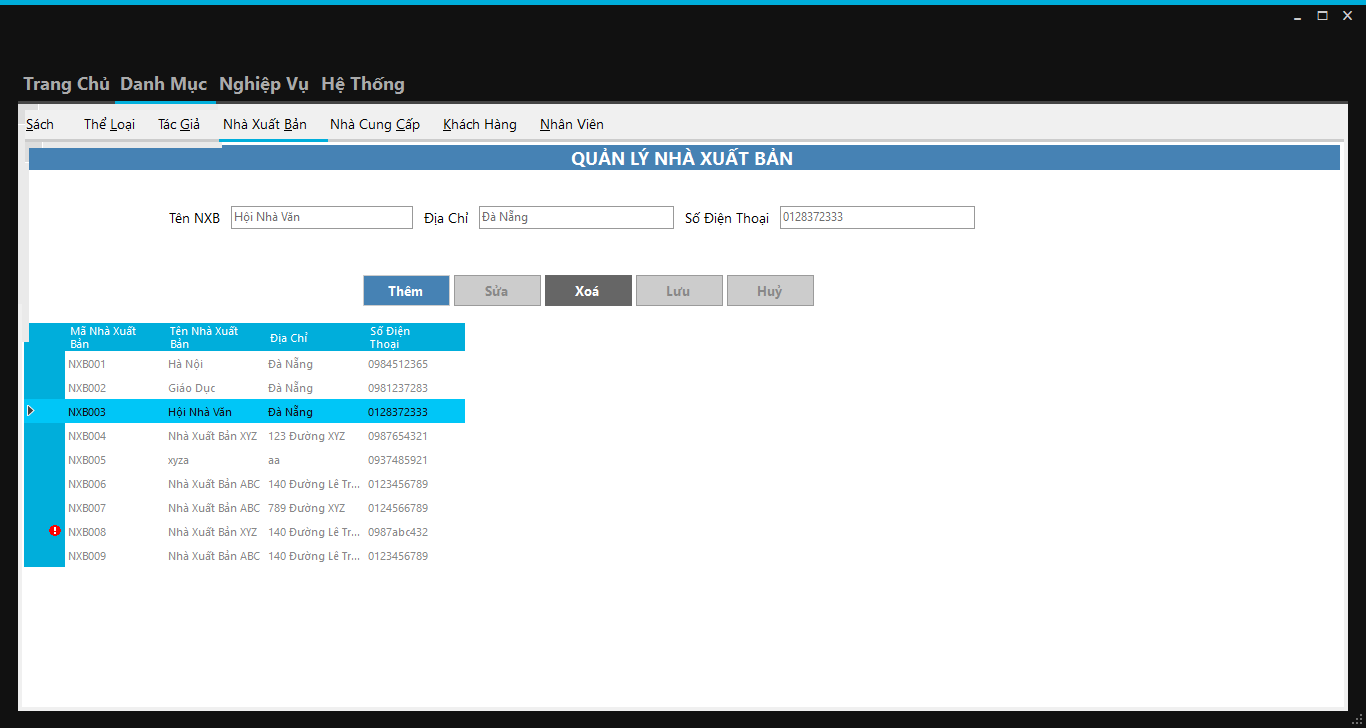 Trang Chủ Danh Mục Nghiệp Vụ Hệ Thống
Sách Thể Loại Tác Giả Nhà Xuất Bản Nhà Cung Cấp Khách Hàng Nhân Viên
QUẢN LÝ NHÀ XUẤT BẢN
Tên NXB Hội Nhà Văn Địa Chỉ Đà Nẵng Số Điện Thoại 0128372333
Thêm Sửa Xoá Lưu Huỷ
Mã Nhà Xuất Bản Tên Nhà Xuất Bản Địa Chỉ Số Điện Thoại
NXB001 Hà Nội Đà Nẵng 0984512365
NXB002 Giáo Dục Đà Nẵng 0981237283
NXB003 Hội Nhà Văn Đà Nẵng 0128372333
NXB004 Nhà Xuất Bản XYZ 123 Đường XYZ 0987654321
NXB005 xyza aa 0937485921
NXB006 Nhà Xuất Bản ABC 140 Đường Lê Tr... 0123456789
NXB007 Nhà Xuất Bản ABC 789 Đường XYZ 0124566789
NXB008 Nhà Xuất Bản XYZ 140 Đường Lê Tr... 0987abc432
NXB009 Nhà Xuất Bản ABC 140 Đường Lê Tr... 0123456789